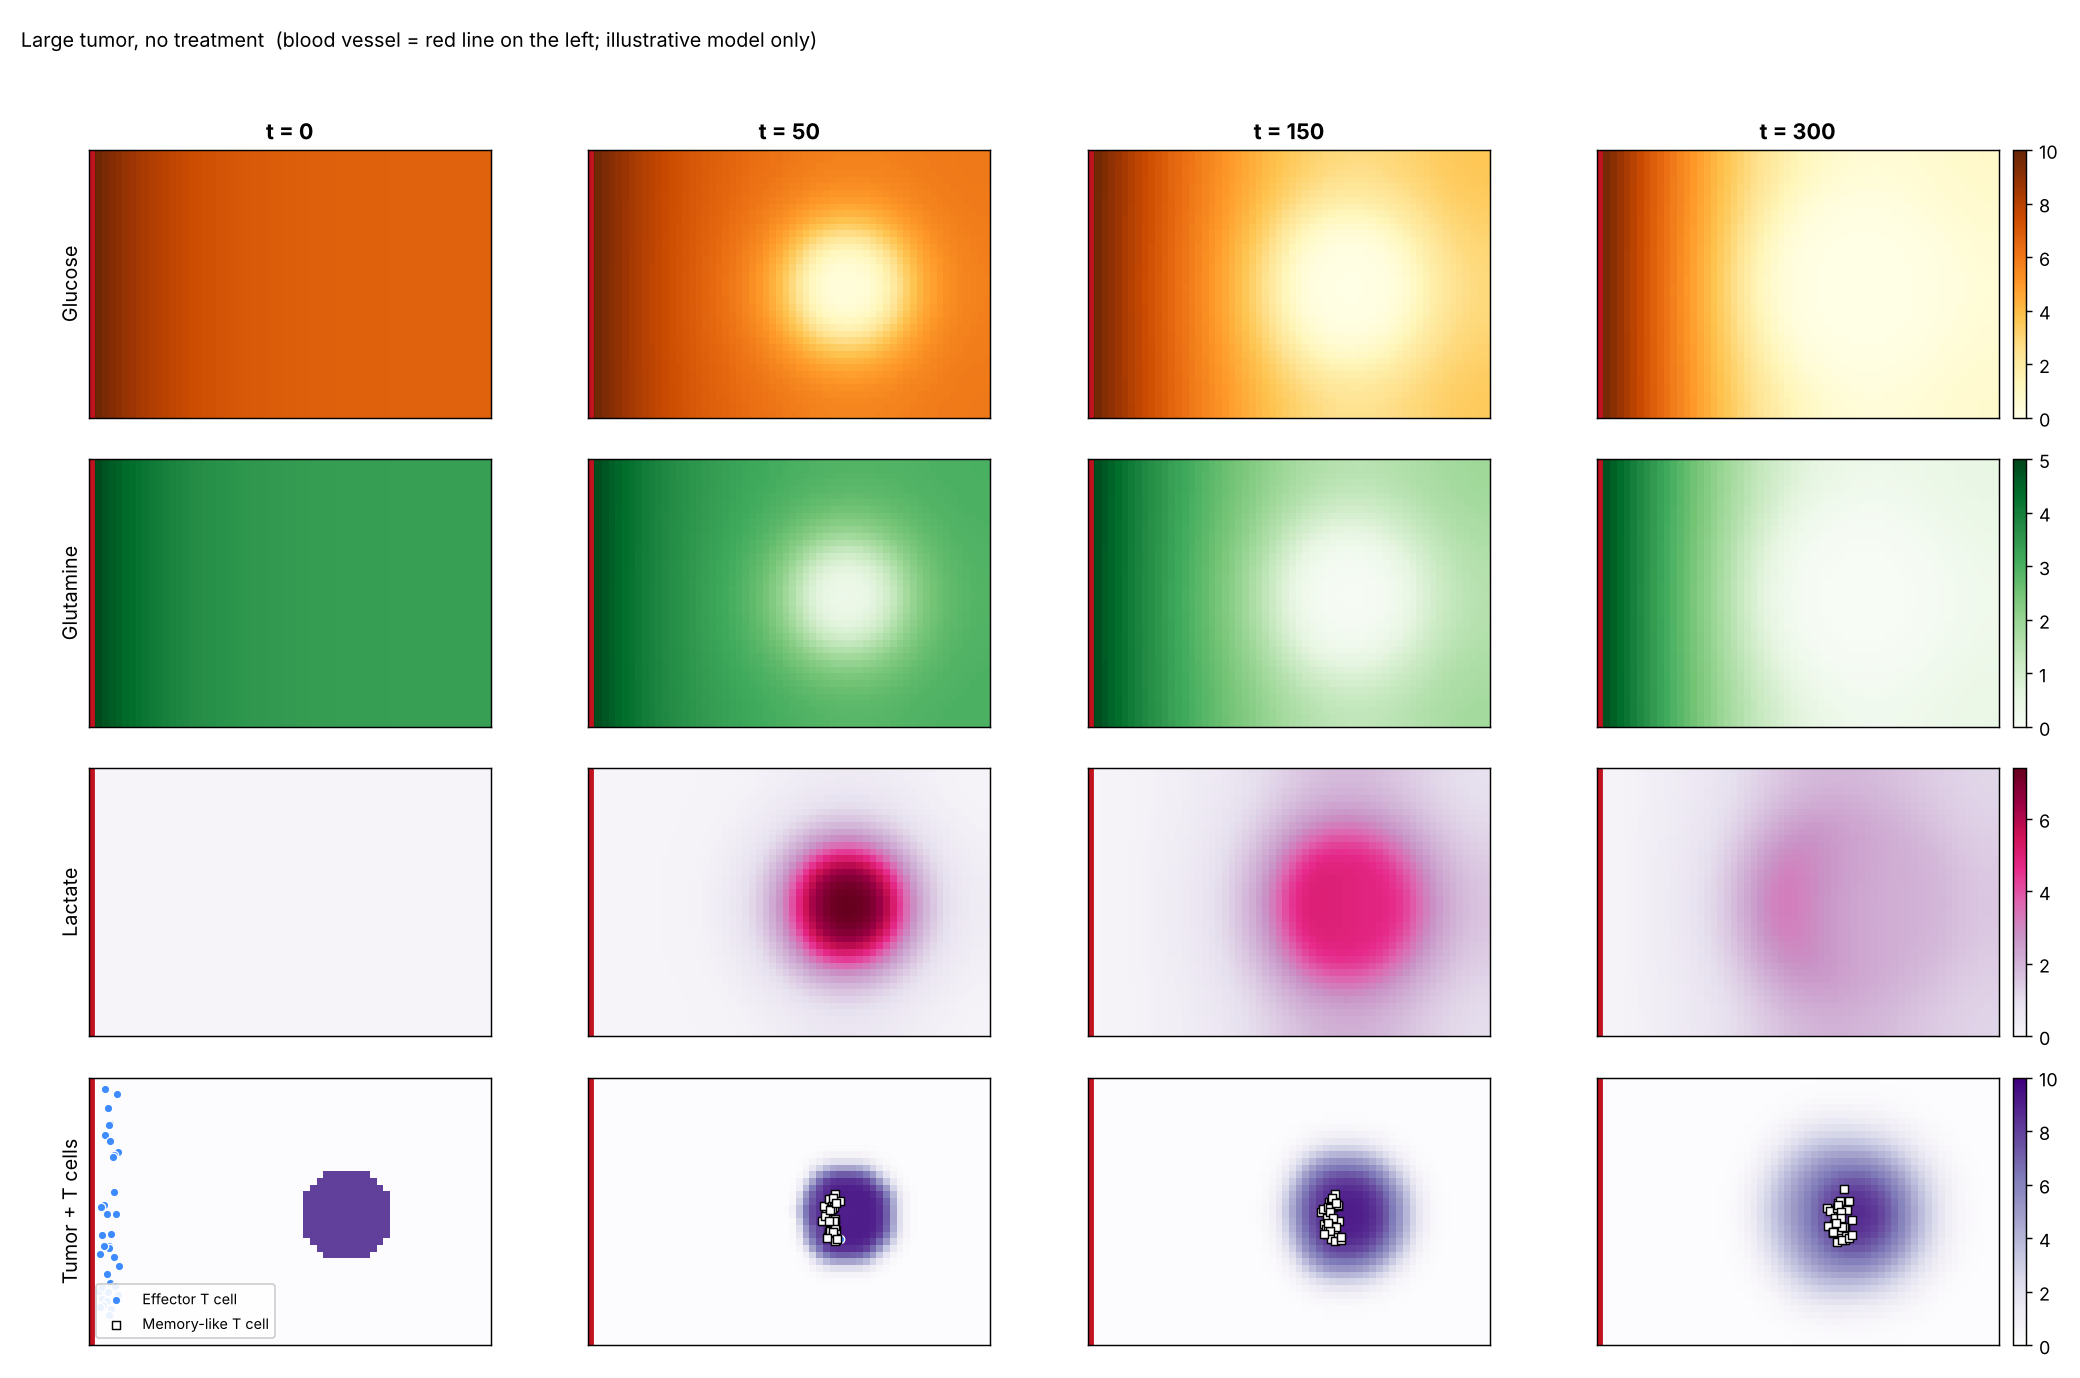 Large tumor, no treatment  (blood vessel = red line on the left; illustrative model only)
t = 0
t = 50
t = 150
t = 300
Glucose
10
8
6
4
2
0
Glutamine
5
4
3
2
1
0
Lactate
6
4
2
0
Tumor + T cells
Effector T cell
Memory-like T cell
10
8
6
4
2
0